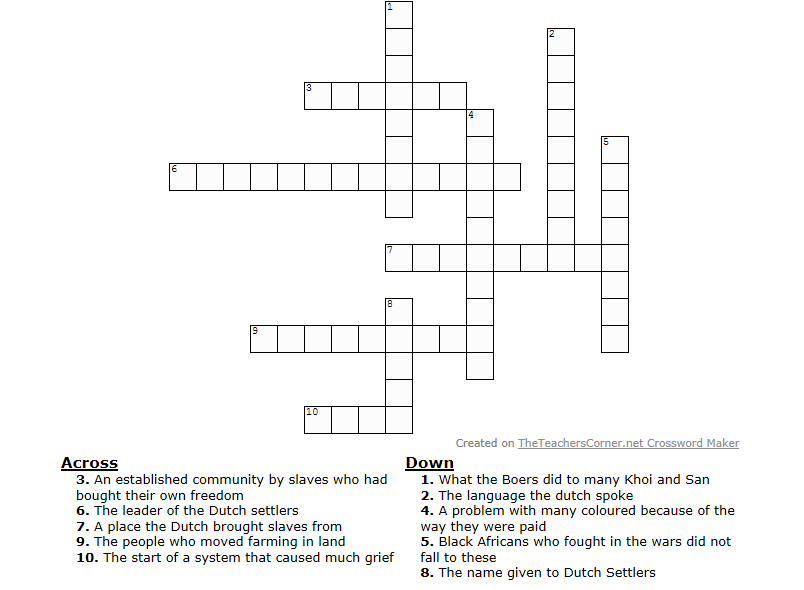 1
2
3
4
5
6
7
8
9
10
Created on TheTeachersCorner.net Crossword Maker
Across
3. An established community by slaves who had
bought their own freedom
6. The leader of the Dutch settlers
7. A place the Dutch brought slaves from
9. The people who moved farming in land
10. The start of a system that caused much grief
Down
1. What the Boers did to many Khoi and San
2. The language the dutch spoke
4. A problem with many coloured because of the
way they were paid
5. Black Africans who fought in the wars did not
fall to these
8. The name given to Dutch Settlers